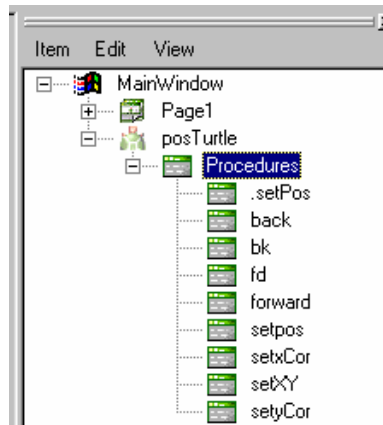 Item Edit View
MainWindow
Page1
posTurtle
Procedures
.setPos
back
bk
fd
forward
setpos
setxCor
setXY
setyCor